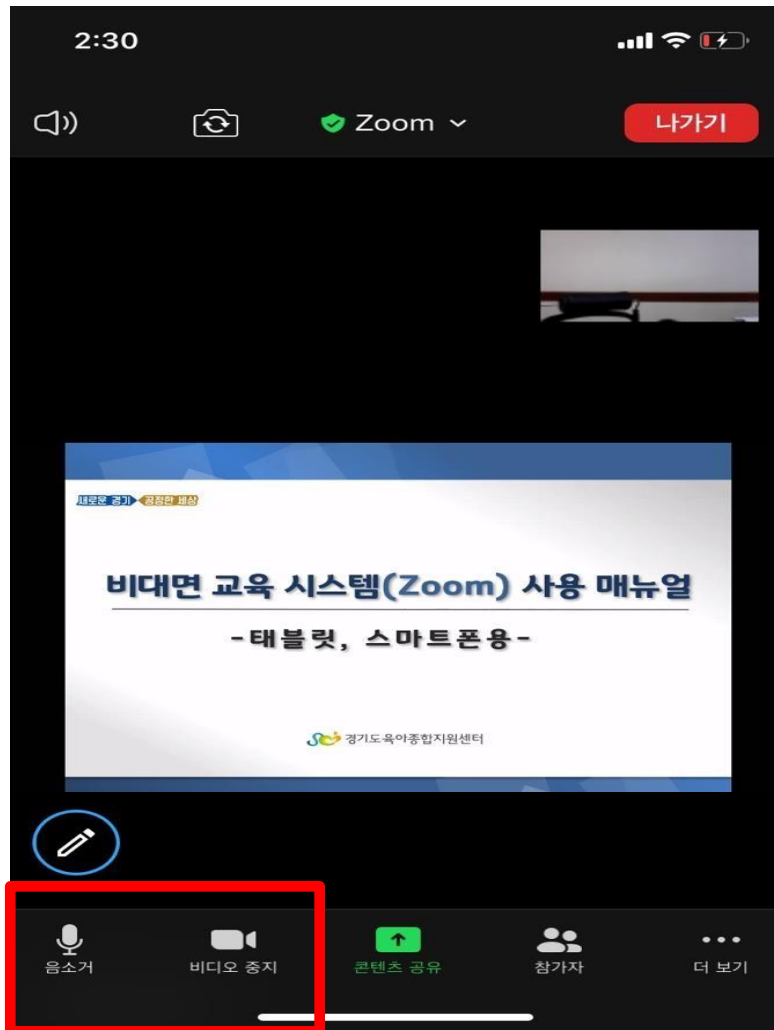 2:30
Zoom
나가기
새로운 경기 공정한 세상
비대면 교육 시스템(Zoom) 사용 매뉴얼
-태블릿, 스마트폰용-
경기도육아종합지원센터
음소거 비디오 중지 콘텐츠 공유 참가자 더 보기